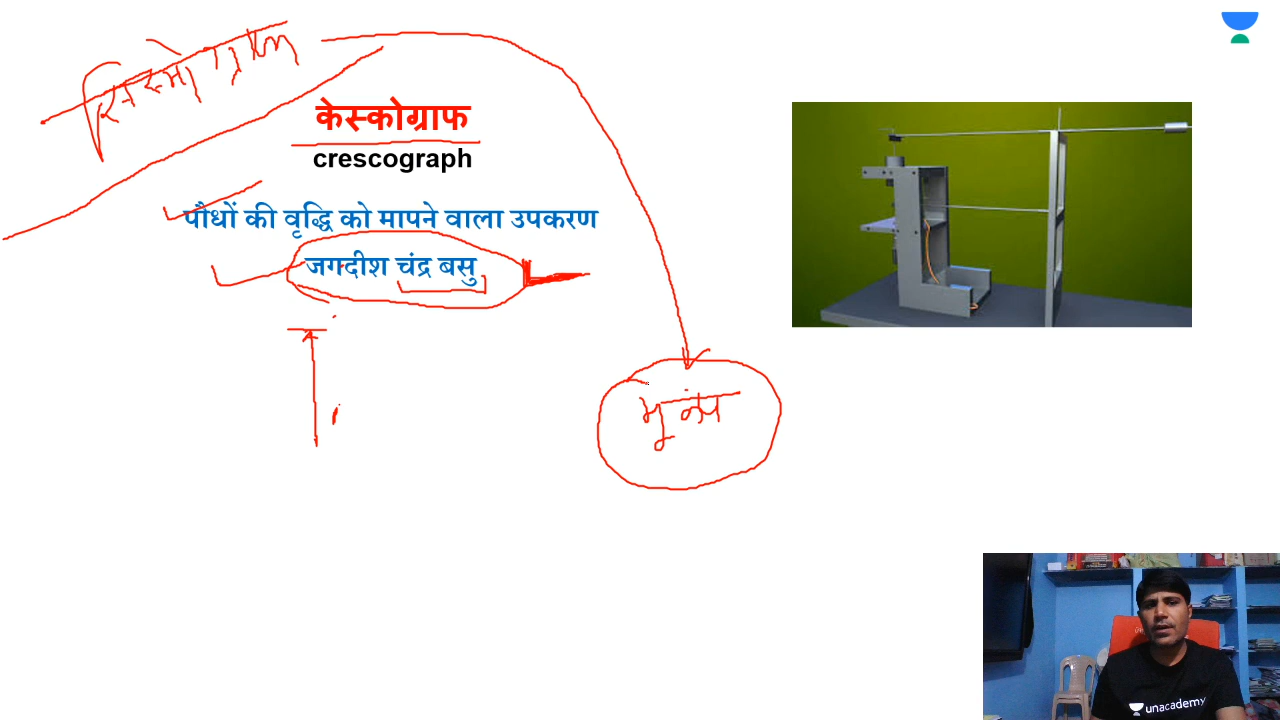 सिस्मोग्राफ
केस्कोग्राफ
crescograph
पौधों की वृद्धि को मापने वाला उपकरण
जगदीश चंद्र बसु
भूकंप
unacademy